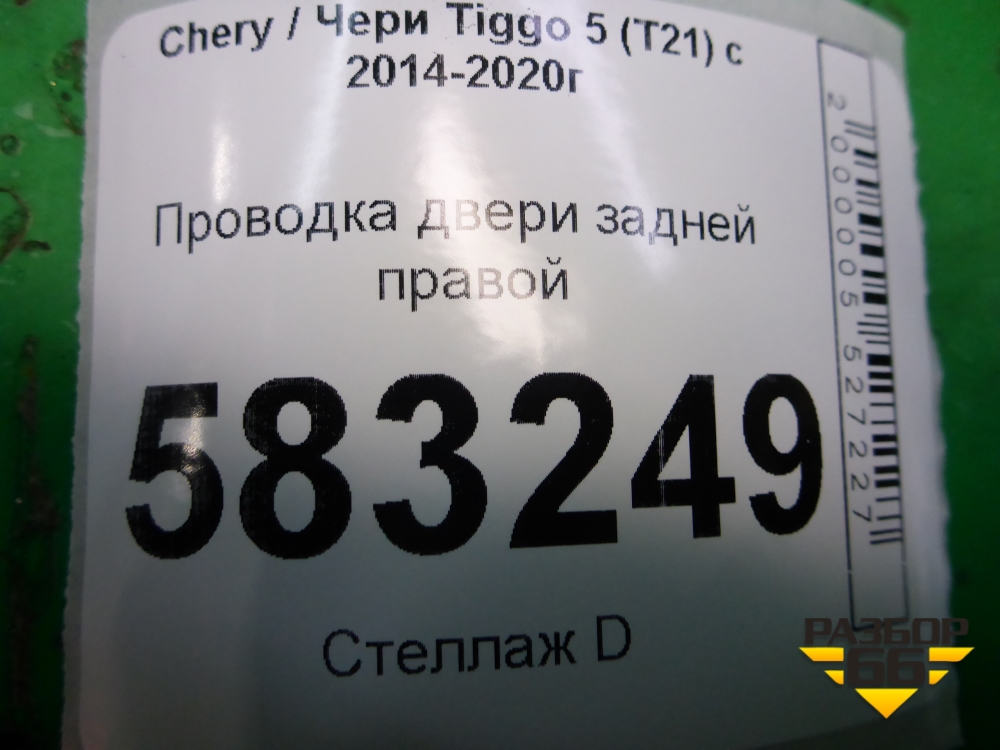 Chery / Чери Tiggo 5 (T21) с
2014-2020г
Проводка двери задней
правой
583249
Стеллаж D
2000005527227
РАЗБОР
66